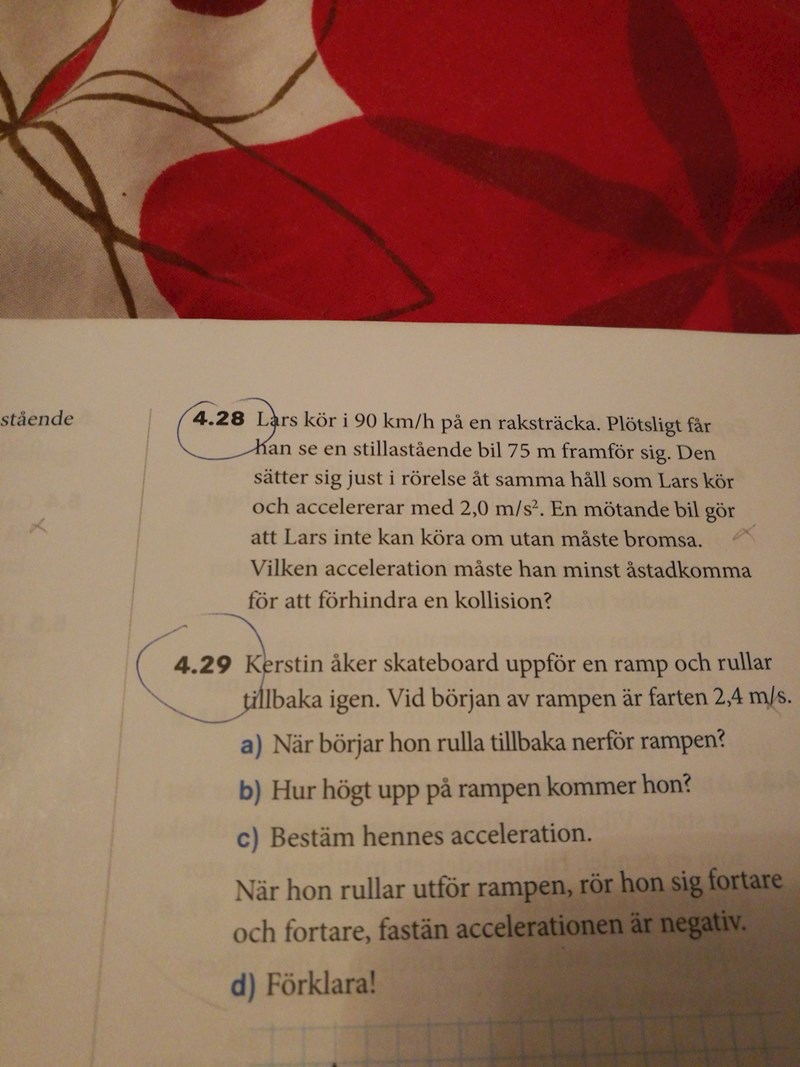 stående
4.28 Lars kör i 90 km/h på en raksträcka. Plötsligt får
han se en stillastående bil 75 m framför sig. Den
sätter sig just i rörelse åt samma håll som Lars kör
och accelererar med 2,0 m/s². En mötande bil gör
att Lars inte kan köra om utan måste bromsa.
Vilken acceleration måste han minst åstadkomma
för att förhindra en kollision?
4.29 Kerstin åker skateboard uppför en ramp och rullar
tillbaka igen. Vid början av rampen är farten 2,4 m/s.
a) När börjar hon rulla tillbaka nerför rampen?
b) Hur högt upp på rampen kommer hon?
c) Bestäm hennes acceleration.
När hon rullar utför rampen, rör hon sig fortare
och fortare, fastän accelerationen är negativ.
d) Förklara!